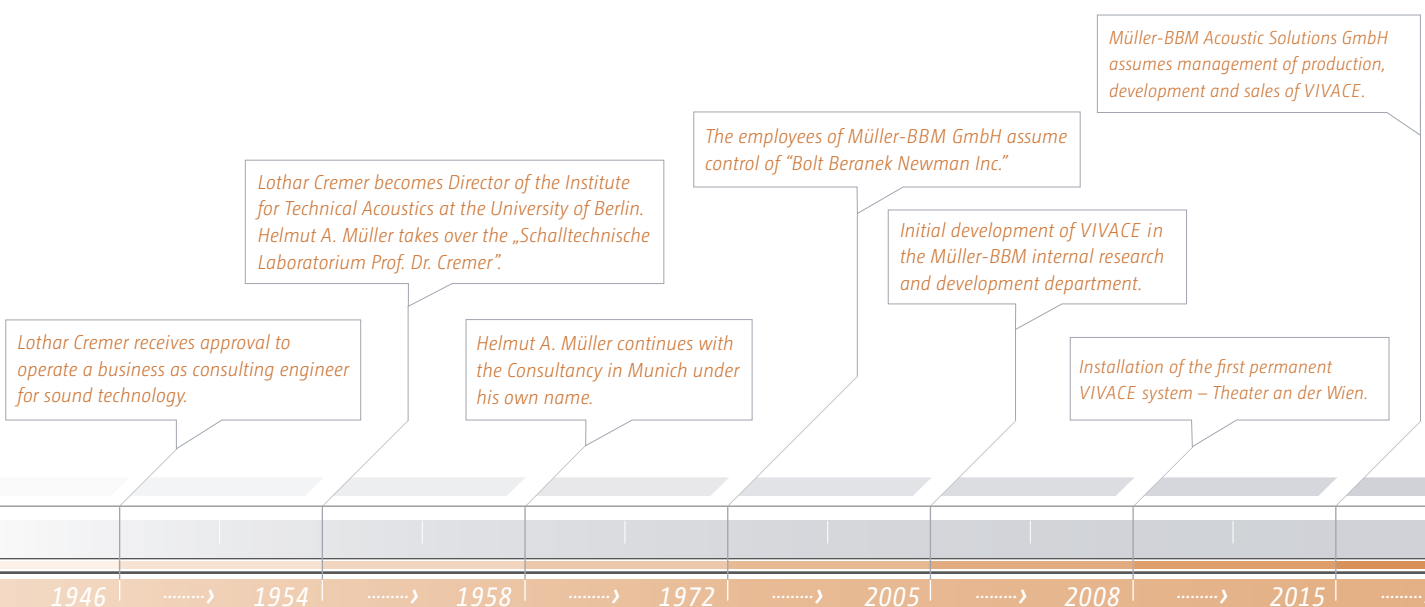 Müller-BBM Acoustic Solutions GmbH
assumes management of production,
development and sales of VIVACE.
The employees of Müller-BBM GmbH assume
control of “Bolt Beranek Newman Inc.”
Lothar Cremer becomes Director of the Institute
for Technical Acoustics at the University of Berlin.
Helmut A. Müller takes over the „Schalltechnische
Laboratorium Prof. Dr. Cremer”.
Initial development of VIVACE in
the Müller-BBM internal research
and development department.
Lothar Cremer receives approval to
operate a business as consulting engineer
for sound technology.
Helmut A. Müller continues with
the Consultancy in Munich under
his own name.
Installation of the first permanent
VIVACE system – Theater an der Wien.
1946 1954 1958 1972 2005 2008 2015